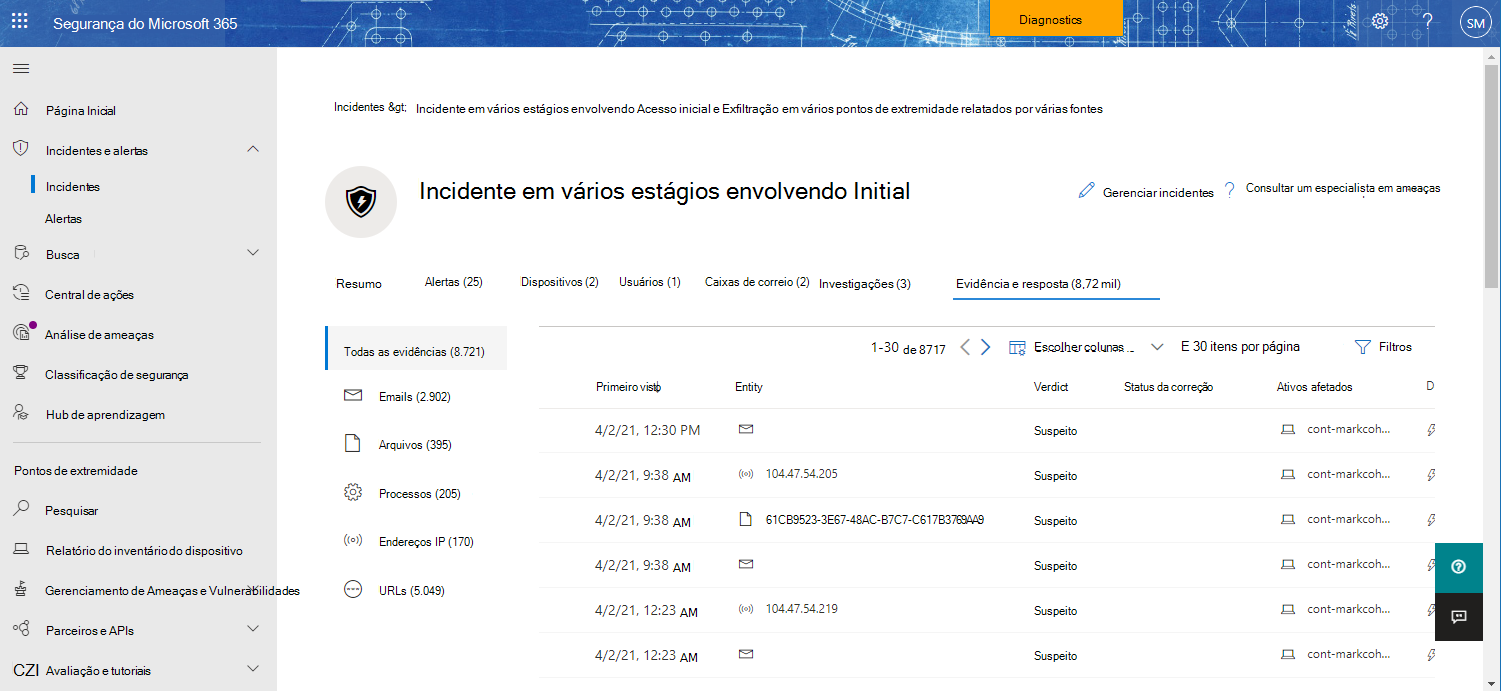 Segurança do Microsoft 365
Diagnostics
?
SM
Página Inicial
Incidentes e alertas
Incidentes
Alertas
Busca
Central de ações
Análise de ameaças
Classificação de segurança
Hub de aprendizagem
Pontos de extremidade
Pesquisar
Relatório do inventário do dispositivo
Gerenciamento de Ameaças e Vulnerabilidades
Parceiros e APIs
CZI Avaliação e tutoriais
Incidentes &gt; Incidente em vários estágios envolvendo Acesso inicial e Exfiltração em vários pontos de extremidade relatados por várias fontes
Incidente em vários estágios envolvendo Initial
Gerenciar incidentes ? Consultar um especialista em ameaças
Resumo Alertas (25) Dispositivos (2) Usuários (1) Caixas de correio (2) Investigações (3) Evidência e resposta (8,72 mil)
Todas as evidências (8.721)
Emails (2.902)
Arquivos (395)
Processos (205)
Endereços IP (170)
URLs (5.049)
1-30 de 8717 Escolher colunas... E 30 itens por página Filtros
Primeiro visto Entity Verdict Status da correção Ativos afetados D
4/2/21, 12:30 PM Suspeito cont-markcoh...
4/2/21, 9:38 AM 104.47.54.205 Suspeito cont-markcoh...
4/2/21, 9:38 AM 61CB9523-3E67-48AC-B7C7-C617B3769AA9 Suspeito cont-markcoh...
4/2/21, 9:38 AM Suspeito cont-markcoh...
4/2/21, 12:23 AM 104.47.54.219 Suspeito cont-markcoh...
4/2/21, 12:23 AM Suspeito cont-markcoh...